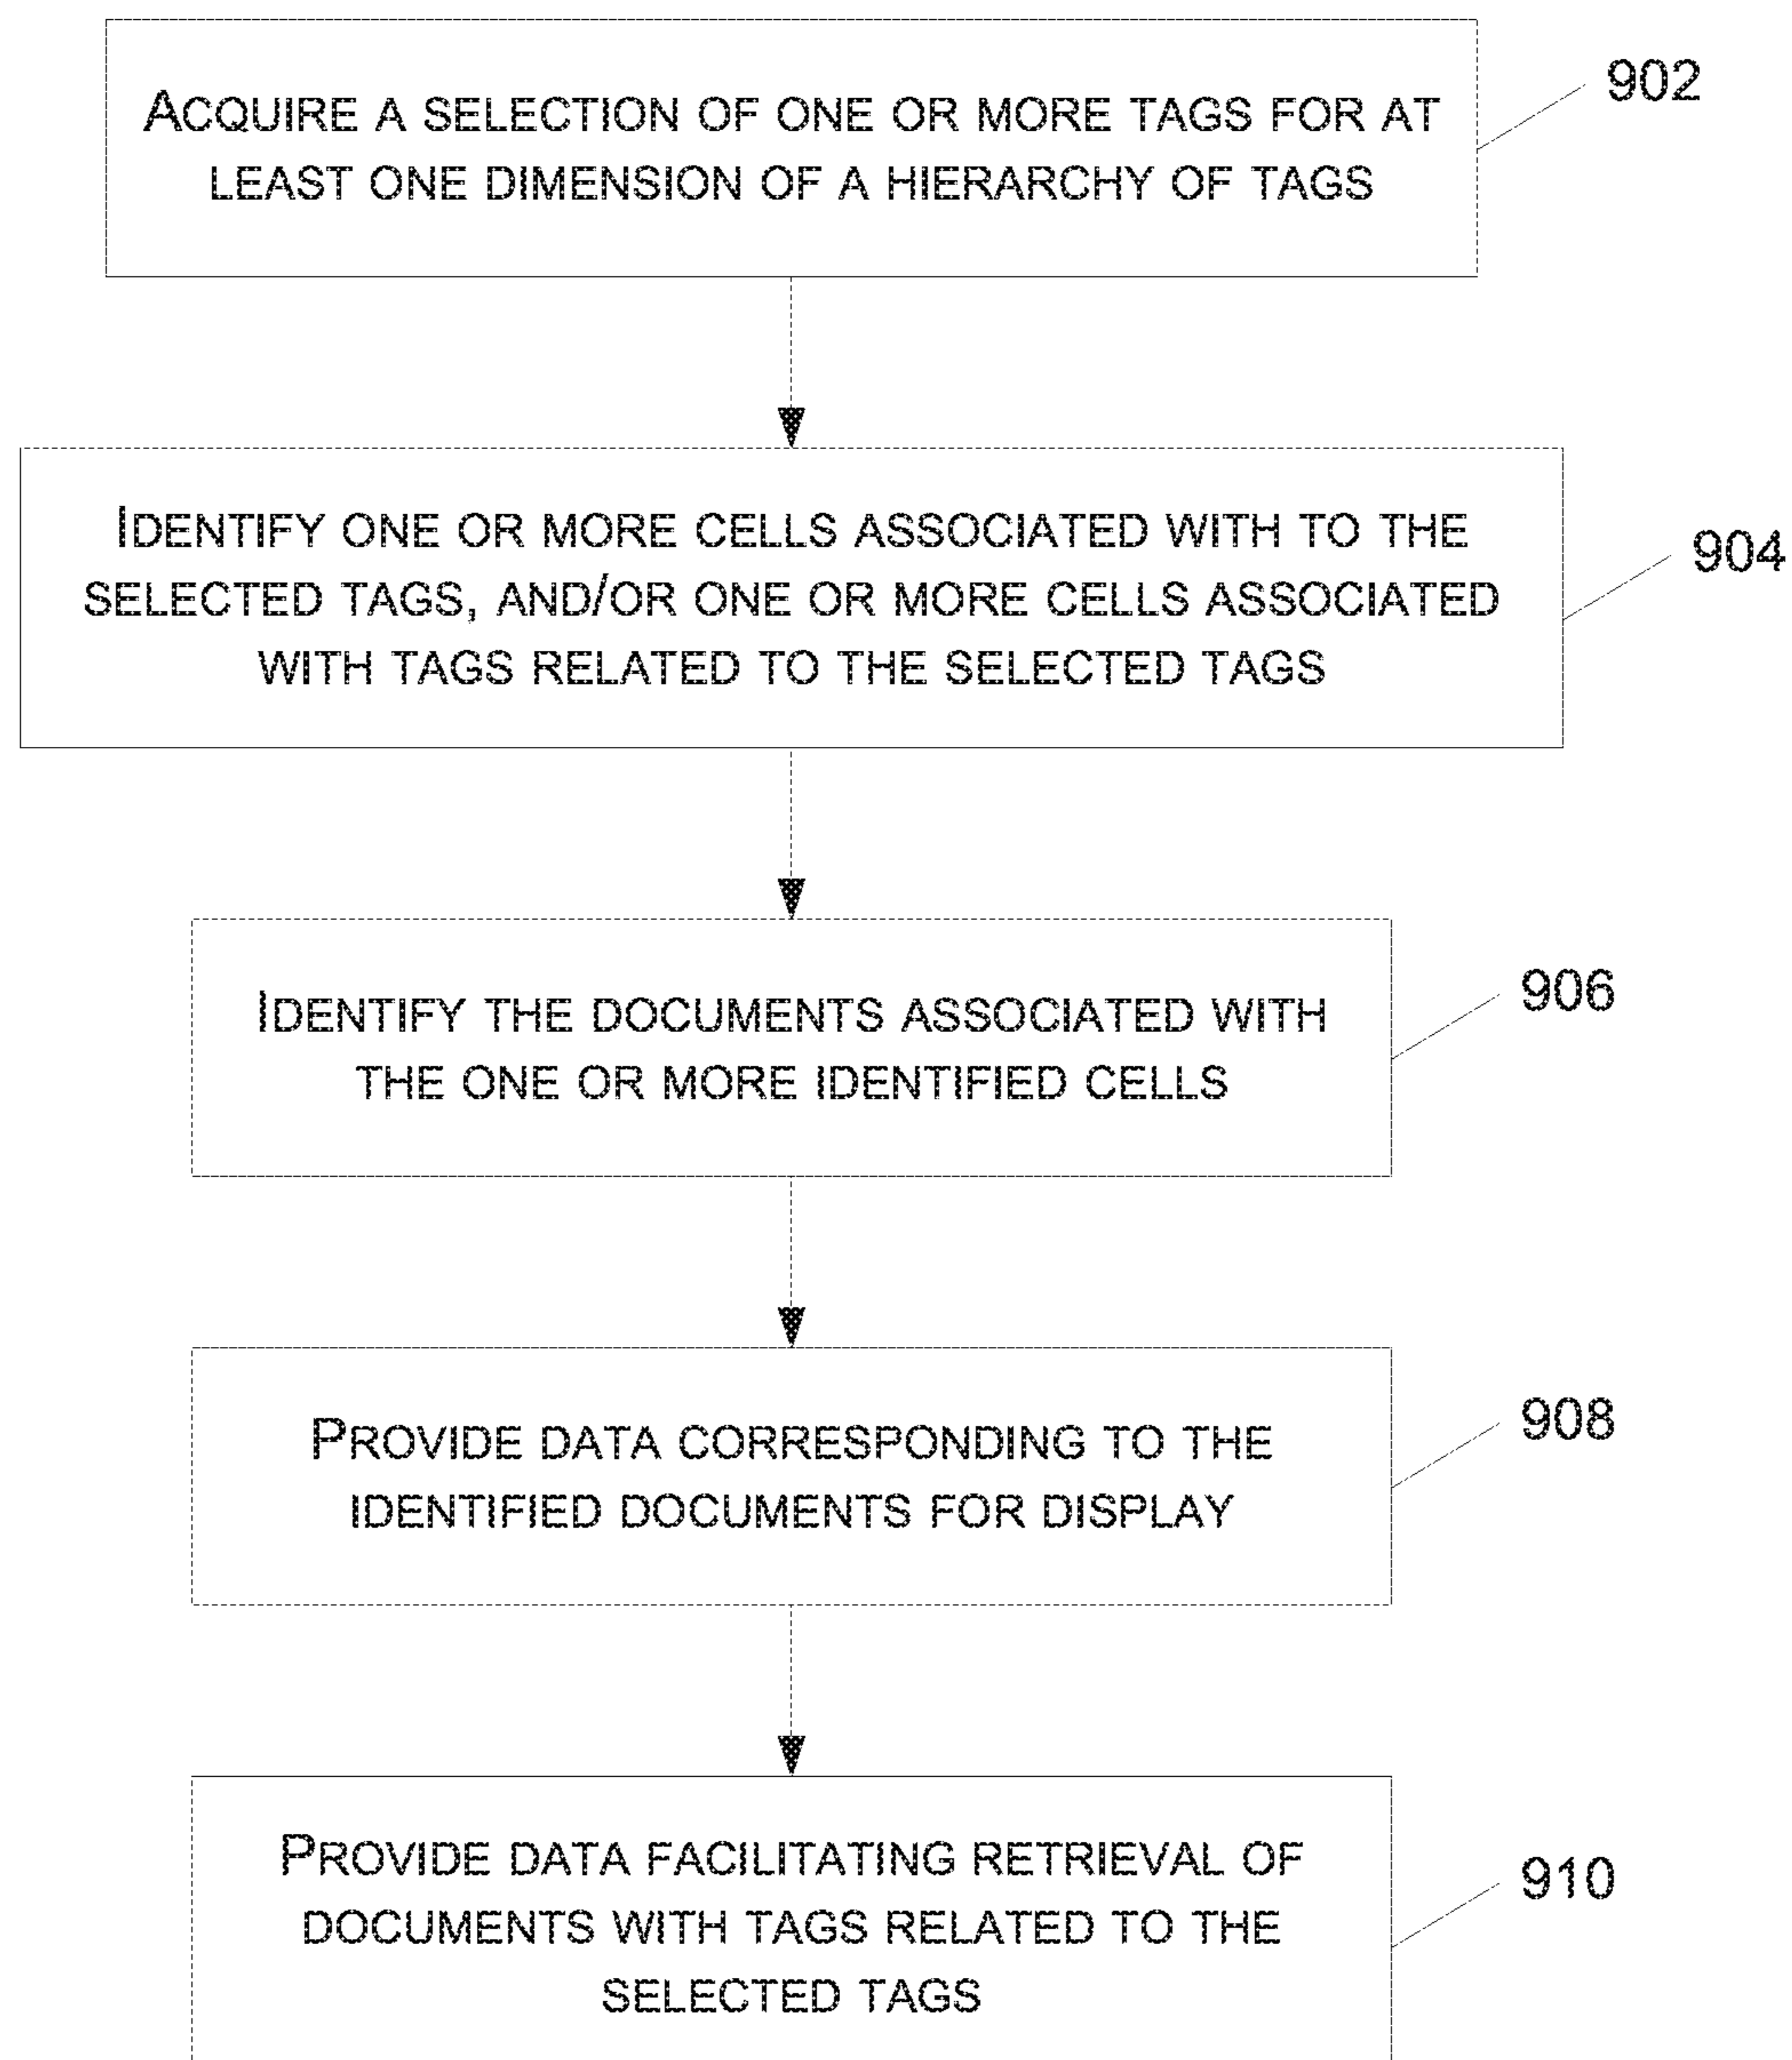 ACQUIRE A SELECTION OF ONE OR MORE TAGS FOR AT
LEAST ONE DIMENSION OF A HIERARCHY OF TAGS
902
IDENTIFY ONE OR MORE CELLS ASSOCIATED WITH TO THE
SELECTED TAGS, AND/OR ONE OR MORE CELLS ASSOCIATED
WITH TAGS RELATED TO THE SELECTED TAGS
904
IDENTIFY THE DOCUMENTS ASSOCIATED WITH
THE ONE OR MORE IDENTIFIED CELLS
906
PROVIDE DATA CORRESPONDING TO THE
IDENTIFIED DOCUMENTS FOR DISPLAY
908
PROVIDE DATA FACILITATING RETRIEVAL OF
DOCUMENTS WITH TAGS RELATED TO THE
SELECTED TAGS
910